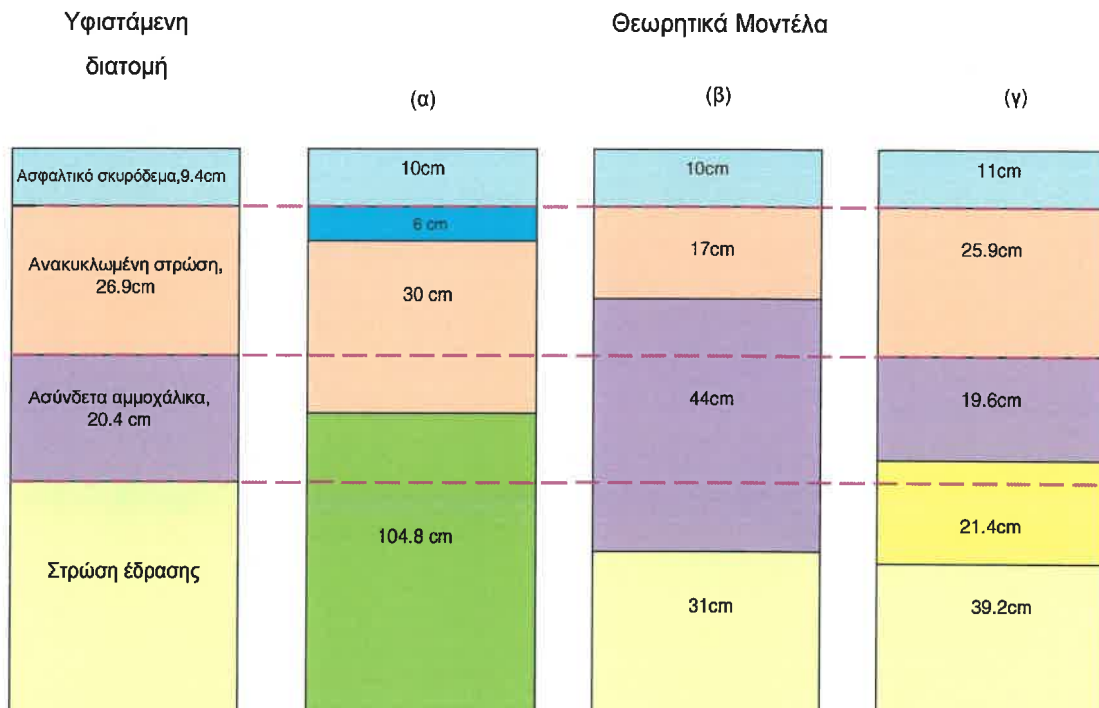 Υφιστάμενη
διατομή
Θεωρητικά Μοντέλα
(α)
(β)
(γ)
Ασφαλτικό σκυρόδεμα,9.4cm
Ανακυκλωμένη στρώση,
26.9cm
Ασύνδετα αμμοχάλικα,
20.4 cm
Στρώση έδρασης
10cm
6 cm
30 cm
104.8 cm
10cm
17cm
44cm
31cm
11cm
25.9cm
19.6cm
21.4cm
39.2cm